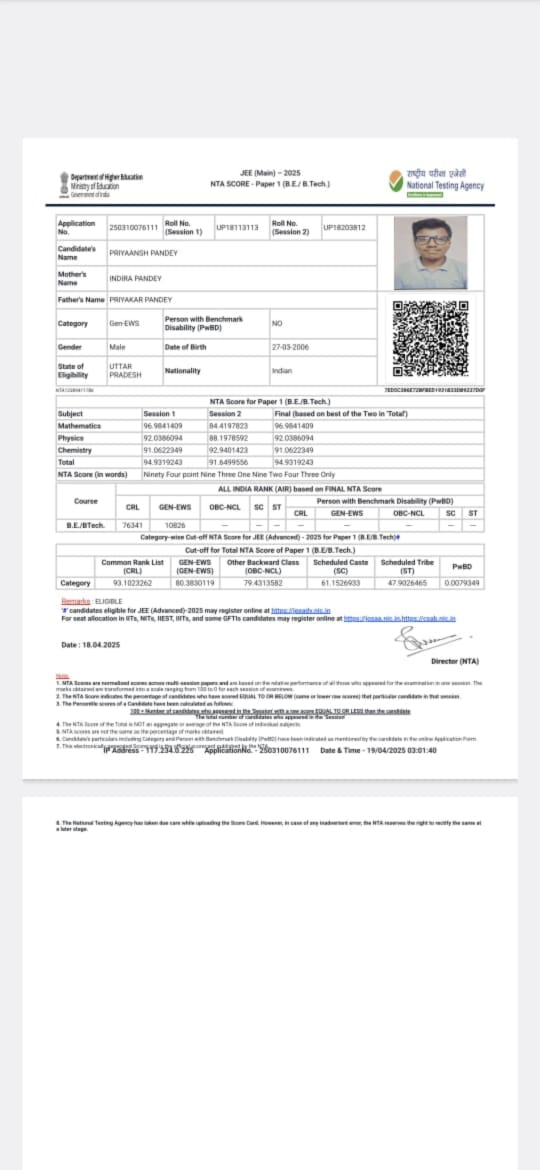 Department of Higher Education
Ministry of Education
Government of India
JEE (Main) – 2025
NTA SCORE - Paper 1 (B.E./ B.Tech.)
राष्ट्रीय परीक्षा एजेंसी
National Testing Agency
Application No. 250310076111 Roll No. (Session 1) UP18113113 Roll No. (Session 2) UP18203812
Candidate's Name PRIYAANSH PANDEY
Mother's Name INDIRA PANDEY
Father's Name PRIYAKAR PANDEY
Category Gen-EWS Person with Benchmark Disability (PwBD) NO
Gender Male Date of Birth 27-03-2006
State of Eligibility UTTAR PRADESH Nationality Indian
NTA Score for Paper 1 (B.E./B.Tech.)
Subject Session 1 Session 2 Final (based on best of the Two in 'Total')
Mathematics 96.9841409 84.4197823 96.9841409
Physics 92.0386094 88.1978592 92.0386094
Chemistry 91.0622349 92.9401423 91.0622349
Total 94.9319243 91.6499556 94.9319243
NTA Score (in words) Ninety Four point Nine Three One Nine Two Four Three Only
ALL INDIA RANK (AIR) based on FINAL NTA Score
Course CRL GEN-EWS OBC-NCL SC ST Person with Benchmark Disability (PwBD)
CRL GEN-EWS OBC-NCL SC ST
B.E./BTech. 76341 10826 -- -- -- -- -- -- -- --
Category-wise Cut-off NTA Score for JEE (Advanced) - 2025 for Paper 1 (B.E/B.Tech)#
Cut-off for Total NTA Score of Paper 1 (B.E/B.Tech.)
Common Rank List (CRL) GEN-EWS (GEN-EWS) Other Backward Class (OBC-NCL) Scheduled Caste (SC) Scheduled Tribe (ST) PwBD
Category 93.1023262 80.3830119 79.4313582 61.1526933 47.9026465 0.0079349
Remarks : ELIGIBLE
'#' candidates eligible for JEE (Advanced)-2025 may register online at https://jeeadv.nic.in
For seat allocation in IITs, NITs, IIEST, IIITs, and some GFTIs candidates may register online at https://josaa.nic.in,https://csab.nic.in
Date : 18.04.2025
Director (NTA)
Note:
1. NTA Scores are normalized scores across multi-session papers and are based on the relative performance of all those who appeared for the examination in one session. The
marks obtained are transformed into a scale ranging from 100 to 0 for each session of examinees.
2. The NTA Score indicates the percentage of candidates who have scored EQUAL TO OR BELOW (same or lower raw scores) that particular candidate in that session.
3. The Percentile scores of a Candidate have been calculated as follows:
100 × Number of candidates who appeared in the 'Session' with a raw score EQUAL TO OR LESS than the candidate
The total number of candidates who appeared in the 'Session'
4. The NTA Score of the Total is NOT an aggregate or average of the NTA Score of individual subjects.
5. NTA scores are not the same as the percentage of marks obtained.
6. Candidate's particulars including Category and Person with Benchmark Disability (PwBD) have been indicated as mentioned by the candidate in the online Application Form.
7. This electronically generated Scorecard is the official scorecard published by the NTA.
IP Address - 117.234.0.225 ApplicationNo. - 250310076111 Date & Time - 19/04/2025 03:01:40
8. The National Testing Agency has taken due care while uploading the Score Card. However, in case of any inadvertent error, the NTA reserves the right to rectify the same at
a later stage.